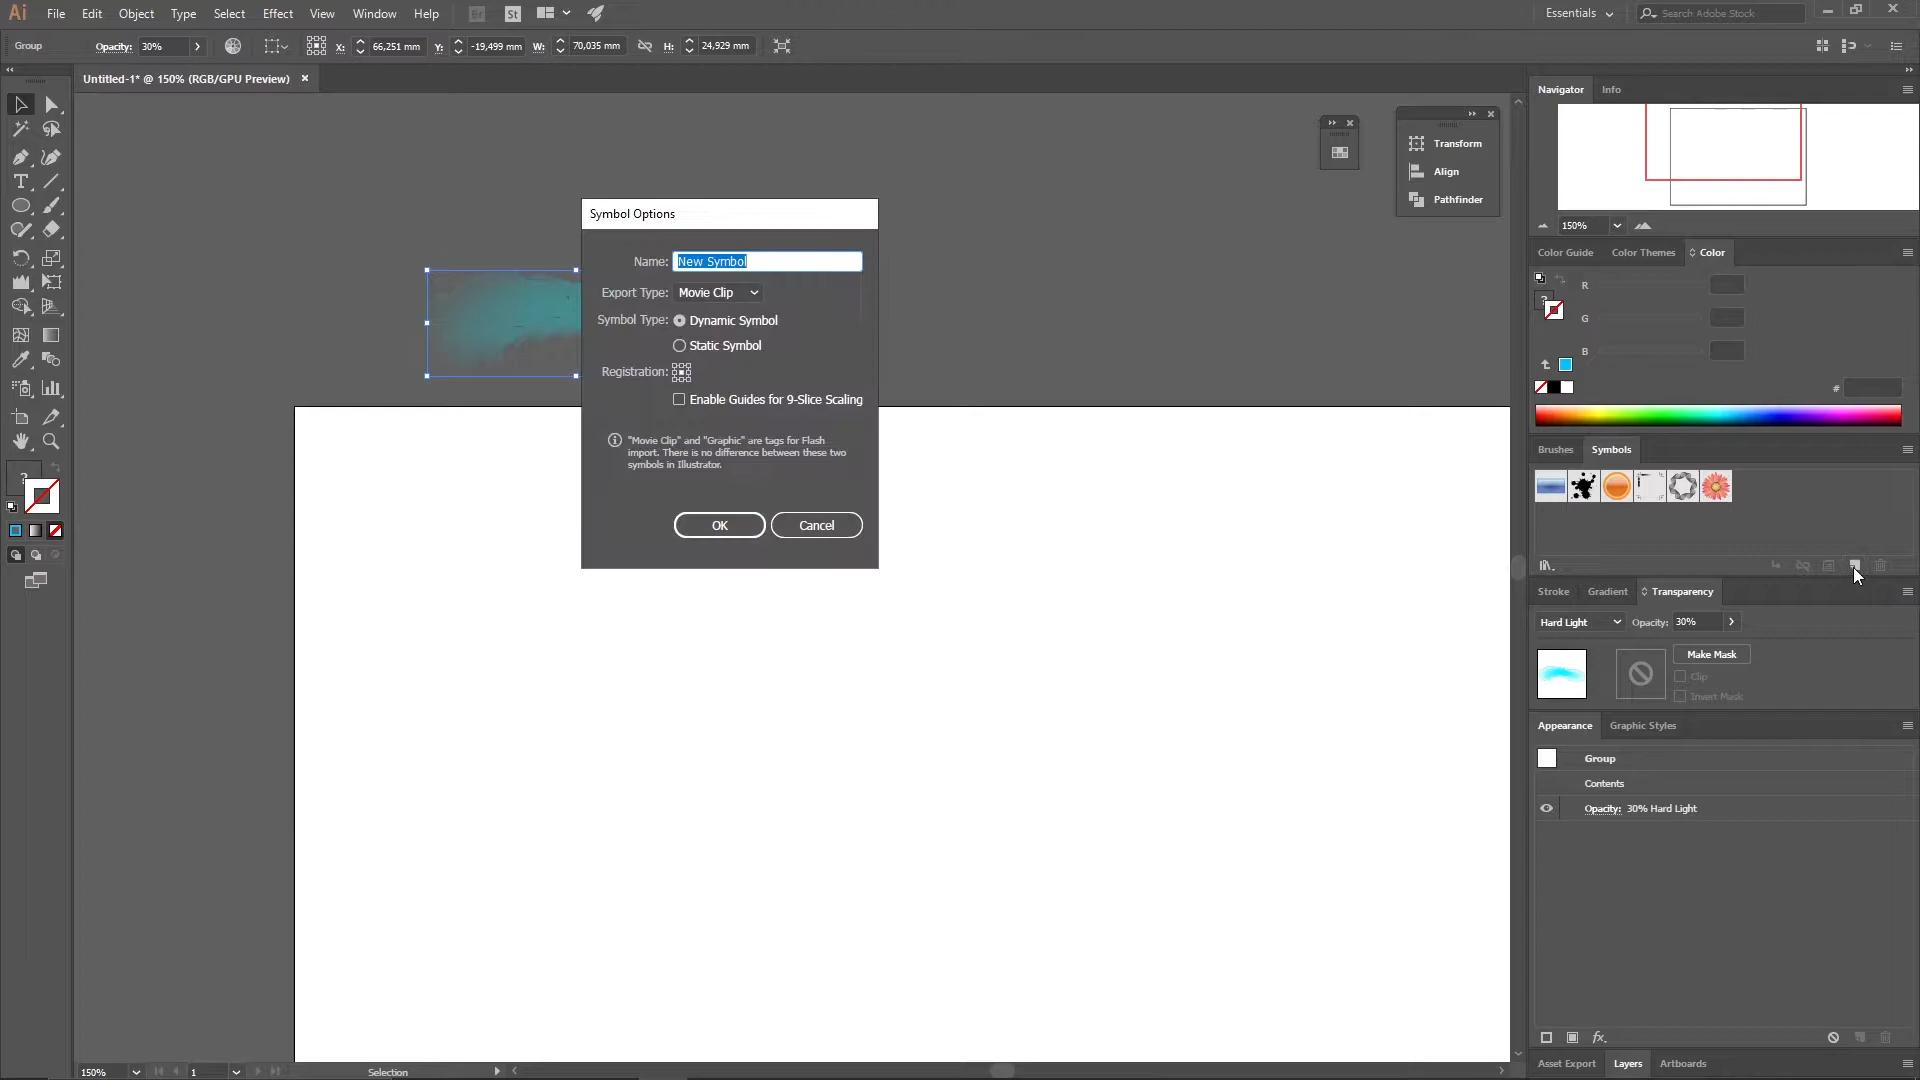 Ai File Edit Object Type Select Effect View Window Help Br St Essentials Search Adobe Stock
Group Opacity: 30% X: 66,251 mm Y: -19,499 mm W: 70,035 mm H: 24,929 mm
Untitled-1* @ 150% (RGB/GPU Preview)
Navigator Info
Transform
Align
Pathfinder
150%
Symbol Options
Name: New Symbol
Export Type: Movie Clip
Symbol Type: Dynamic Symbol
Static Symbol
Registration:
Enable Guides for 9-Slice Scaling
"Movie Clip" and "Graphic" are tags for Flash
import. There is no difference between these two
symbols in Illustrator.
OK Cancel
Color Guide Color Themes Color
R
G
B
#
Brushes Symbols
Stroke Gradient Transparency
Hard Light Opacity: 30%
Make Mask
Clip
Invert Mask
Appearance Graphic Styles
Group
Contents
Opacity: 30% Hard Light
fx
Asset Export Layers Artboards
150% 1 Selection